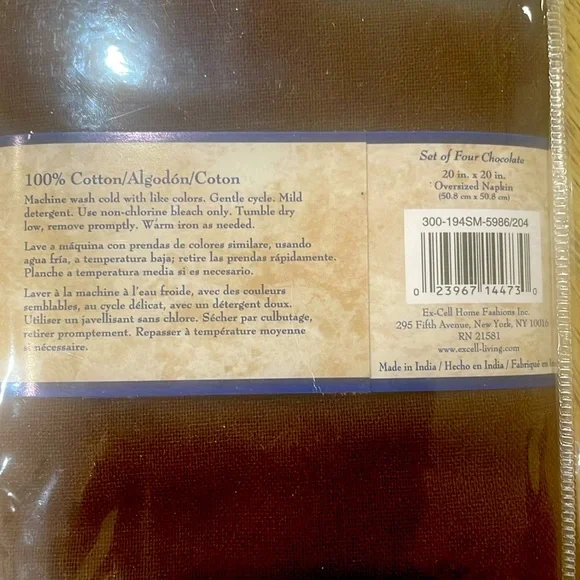 100% Cotton/Algodón/Coton
Machine wash cold with like colors. Gentle cycle. Mild
detergent. Use non-chlorine bleach only. Tumble dry
low, remove promptly. Warm iron as needed.
Lave a máquina con prendas de colores similare, usando
agua fría, a temperatura baja; retire las prendas rápidamente.
Planche a temperatura media si es necesario.
Laver à la machine à l'eau froide, avec des couleurs
semblables, au cycle délicat, avec un détergent doux.
Utiliser un javellisant sans chlore. Sécher par culbutage,
retirer promptement. Repasser à température moyenne
si nécessaire.
Set of Four Chocolate
20 in. x 20 in.
Oversized Napkin
(50.8 cm x 50.8 cm)
300-194SM-5986/204
0 23967 14473 0
Ex-Cell Home Fashions Inc.
295 Fifth Avenue, New York, NY 10016
RN 21581
www.excell-living.com
Made in India / Hecho en India / Fabriqué en